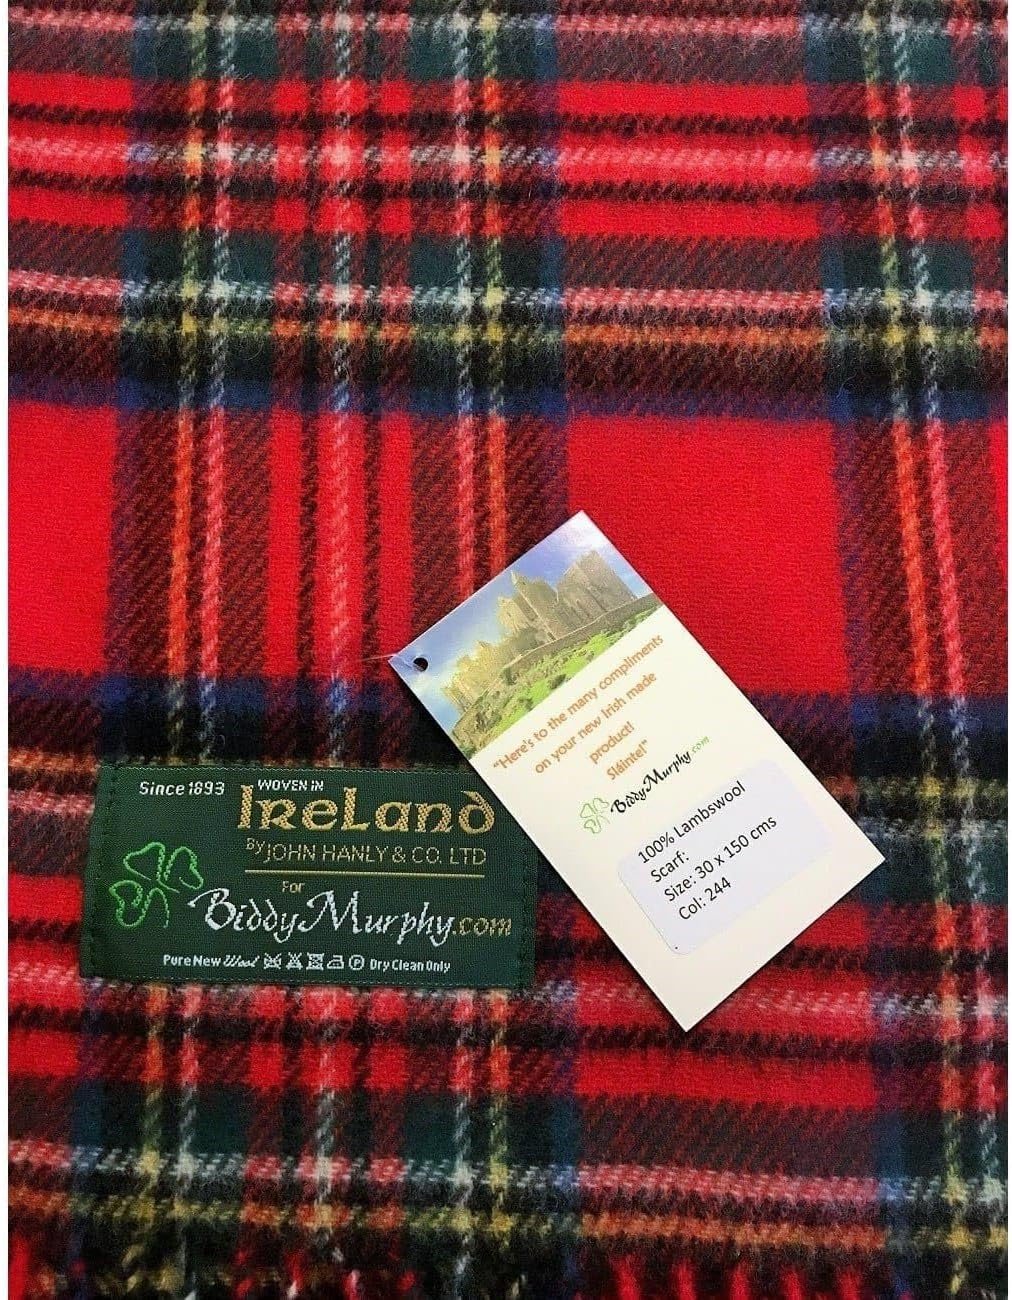 "Here's to the many compliments
on your new Irish made
product!
Sláinte!"
BiddyMurphy.com
100% Lambswool
Scarf:
Size: 30 x 150 cms
Col: 244
Since 1893
WOVEN IN
IReLand
By JOHN HANLY & CO. LTD
For
BiddyMurphy.com
Pure New Wool Dry Clean Only